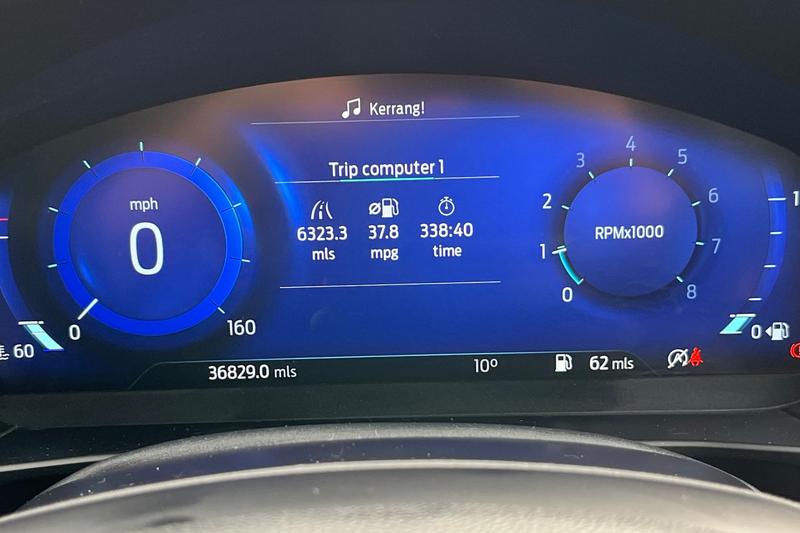 Kerrang!
Trip computer 1
6323.3 37.8 338:40
mls mpg time
mph
0
0
160
0 1 2 3 4 5 6 7 8
RPMx1000
60
1
0
36829.0 mls 10° 62 mls